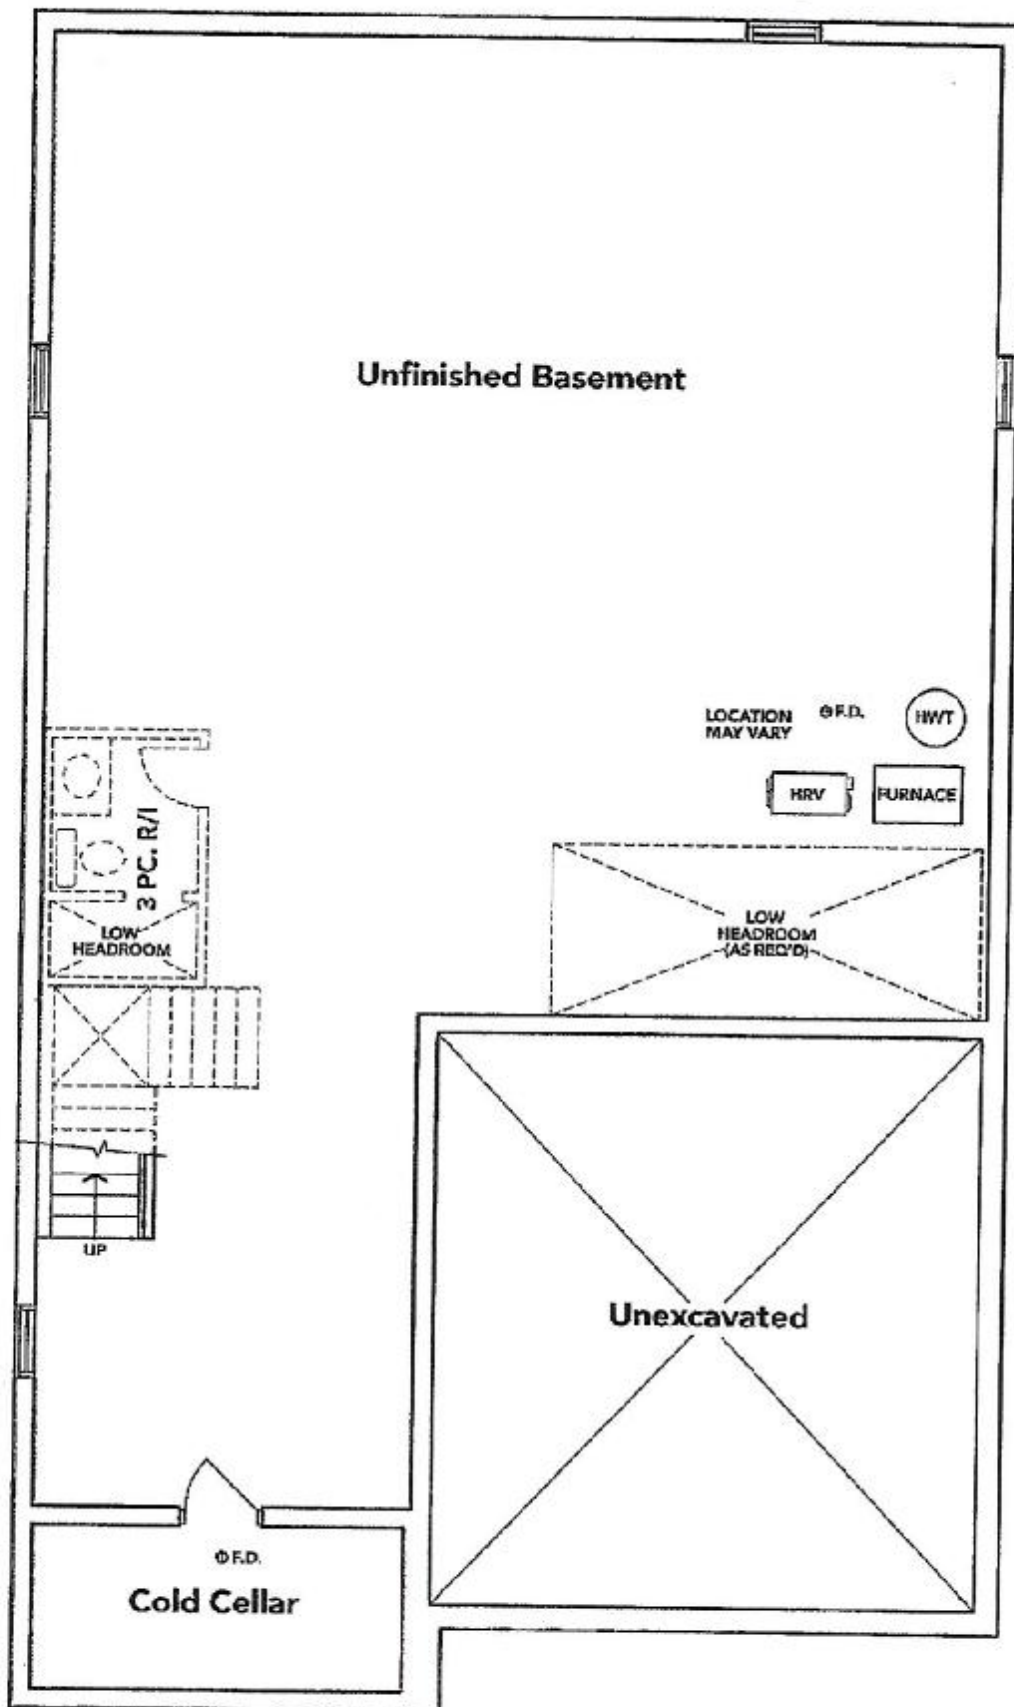 Unfinished Basement
LOCATION
MAY VARY
F.D.
HWT
HRV
FURNACE
3 PC. R/I
LOW
HEADROOM
LOW
HEADROOM
(AS REQ'D)
UP
Unexcavated
F.D.
Cold Cellar